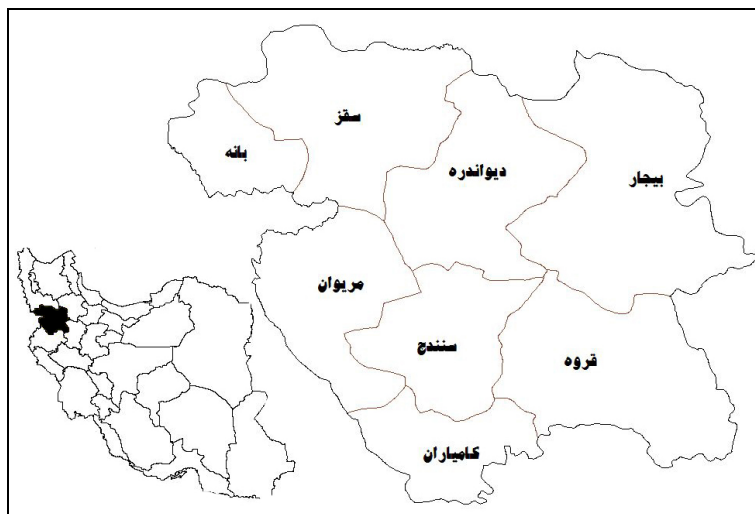 سقز
بانه
دیواندره
بیجار
مریوان
سنندج
قروه
کامیاران